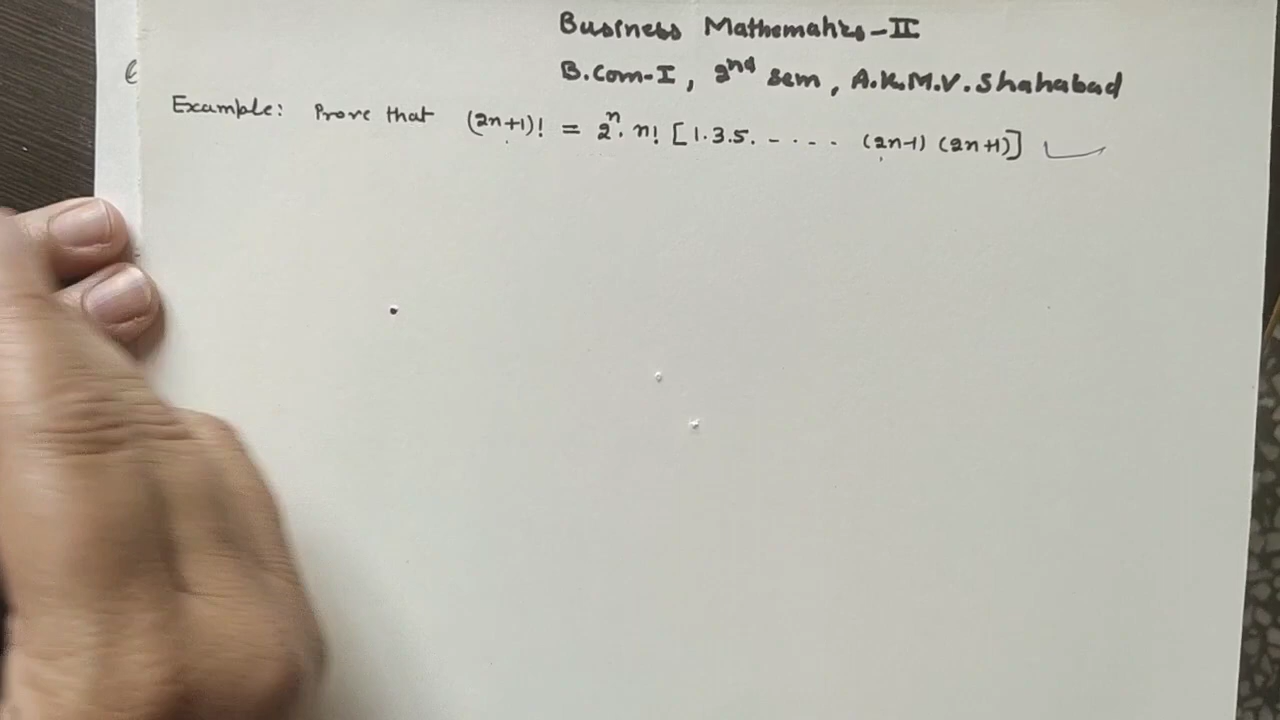 Business Mathematics-II
B.Com-I, 2nd Sem, A.K.M.V. Shahabad
Example: Prove that (2n+1)! = 2^n. n! [1.3.5. - - - - (2n-1) (2n+1)]